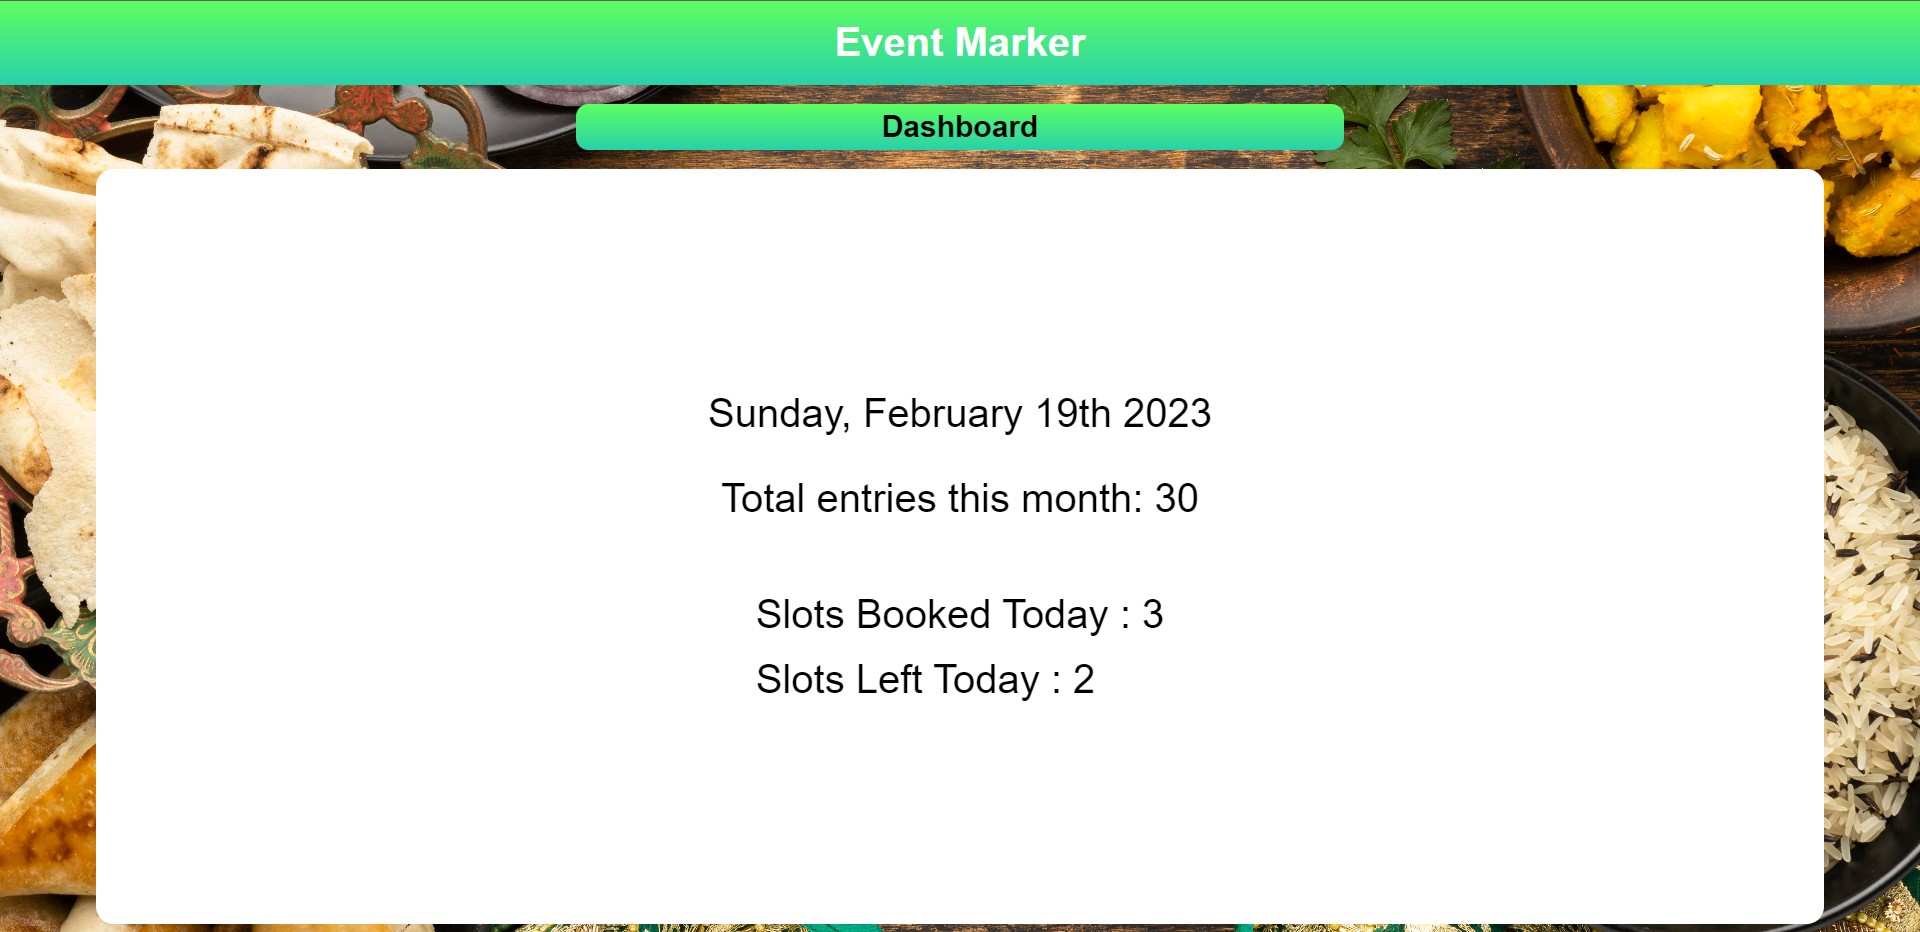 Event Marker
Dashboard
Sunday, February 19th 2023
Total entries this month: 30
Slots Booked Today : 3
Slots Left Today : 2